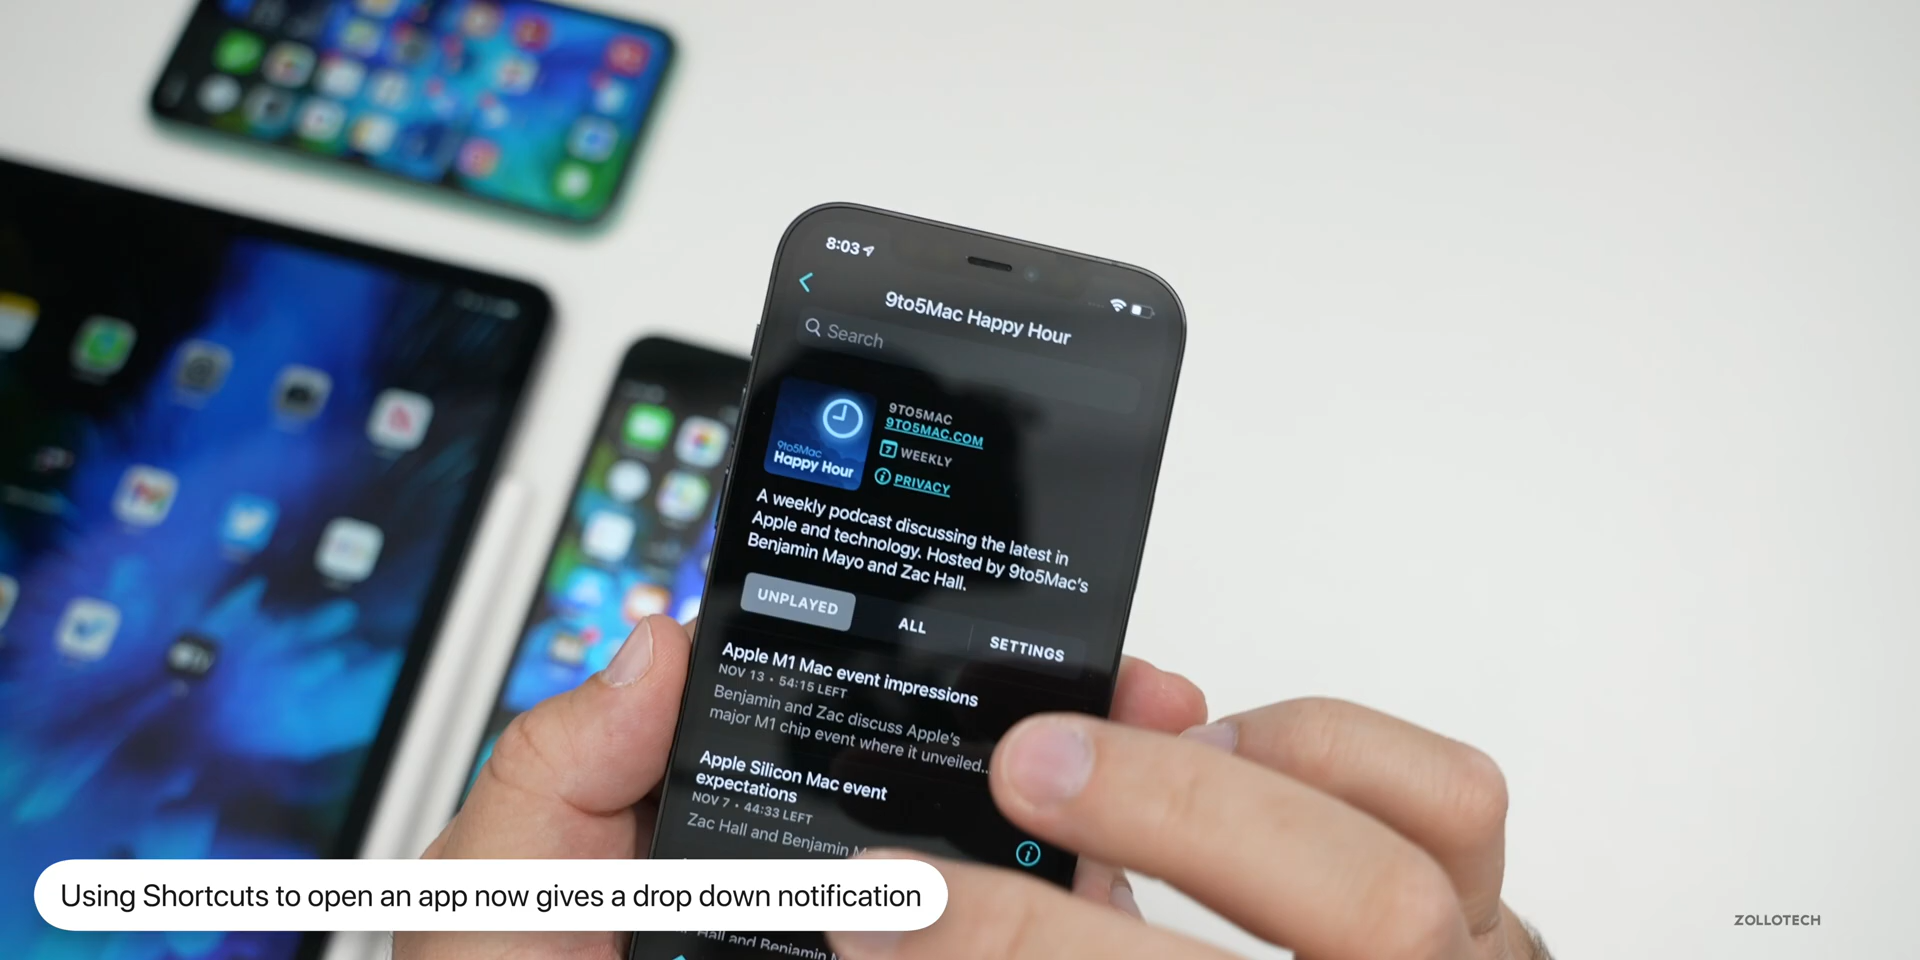 8:03
9to5Mac Happy Hour
Search
9to5Mac
Happy Hour
9TO5MAC
9TO5MAC.COM
7 WEEKLY
PRIVACY
A weekly podcast discussing the latest in
Apple and technology. Hosted by 9to5Mac's
Benjamin Mayo and Zac Hall.
UNPLAYED
ALL
SETTINGS
Apple M1 Mac event impressions
NOV 13 • 54:15 LEFT
Benjamin and Zac discuss Apple's
major M1 chip event where it unveiled...
Apple Silicon Mac event
expectations
NOV 7 • 44:33 LEFT
Zac Hall and Benjamin
Hall and Benjamin
Using Shortcuts to open an app now gives a drop down notification
ZOLLOTECH